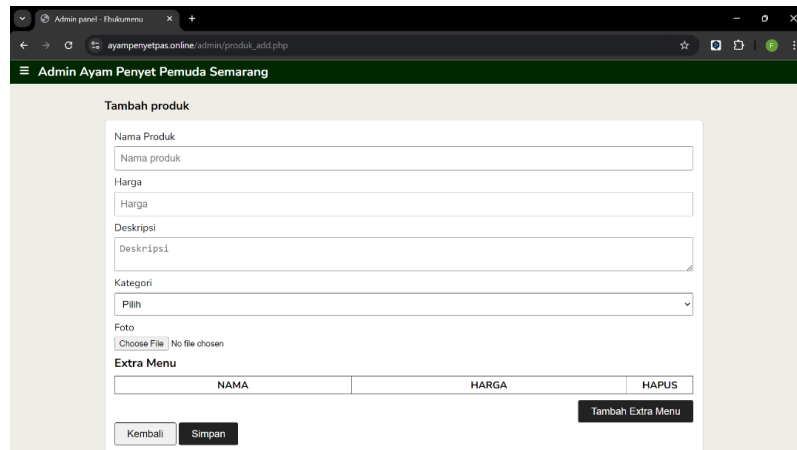 Admin panel - Ebukumenu
ayampenyetpas.online/admin/produk_add.php
F
Admin Ayam Penyet Pemuda Semarang
Tambah produk
Nama Produk
Nama produk
Harga
Harga
Deskripsi
Deskripsi
Kategori
Pilih
Foto
Choose File No file chosen
Extra Menu
NAMA HARGA HAPUS
Tambah Extra Menu
Kembali Simpan